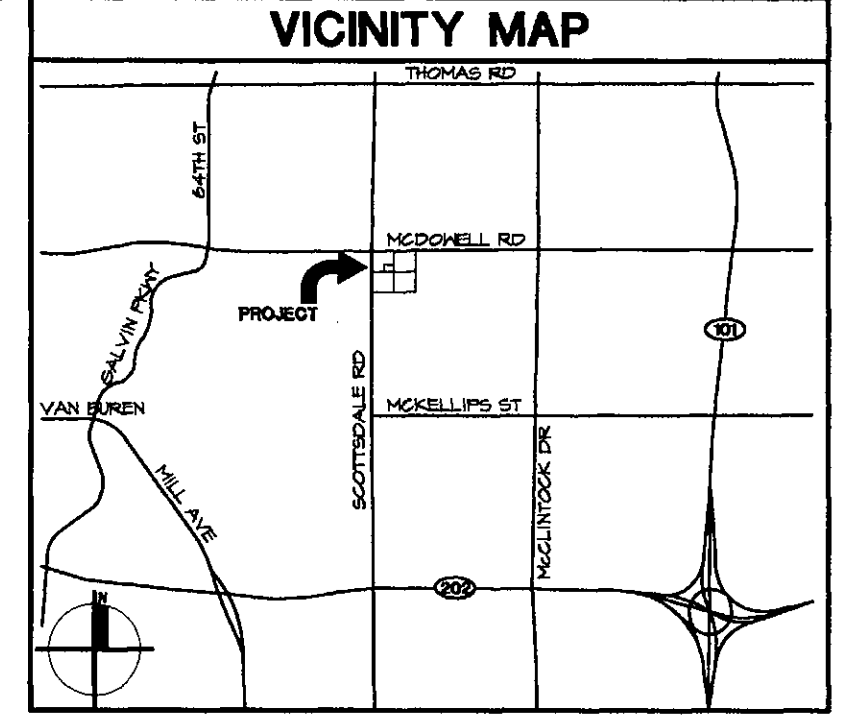 VICINITY MAP
THOMAS RD
64TH ST
MCDOWELL RD
PROJECT
GALVIN PKWY
101
SCOTTSDALE RD
VAN BUREN
MCKELLIPS ST
MCCLINTOCK DR
MILL AVE
202
N